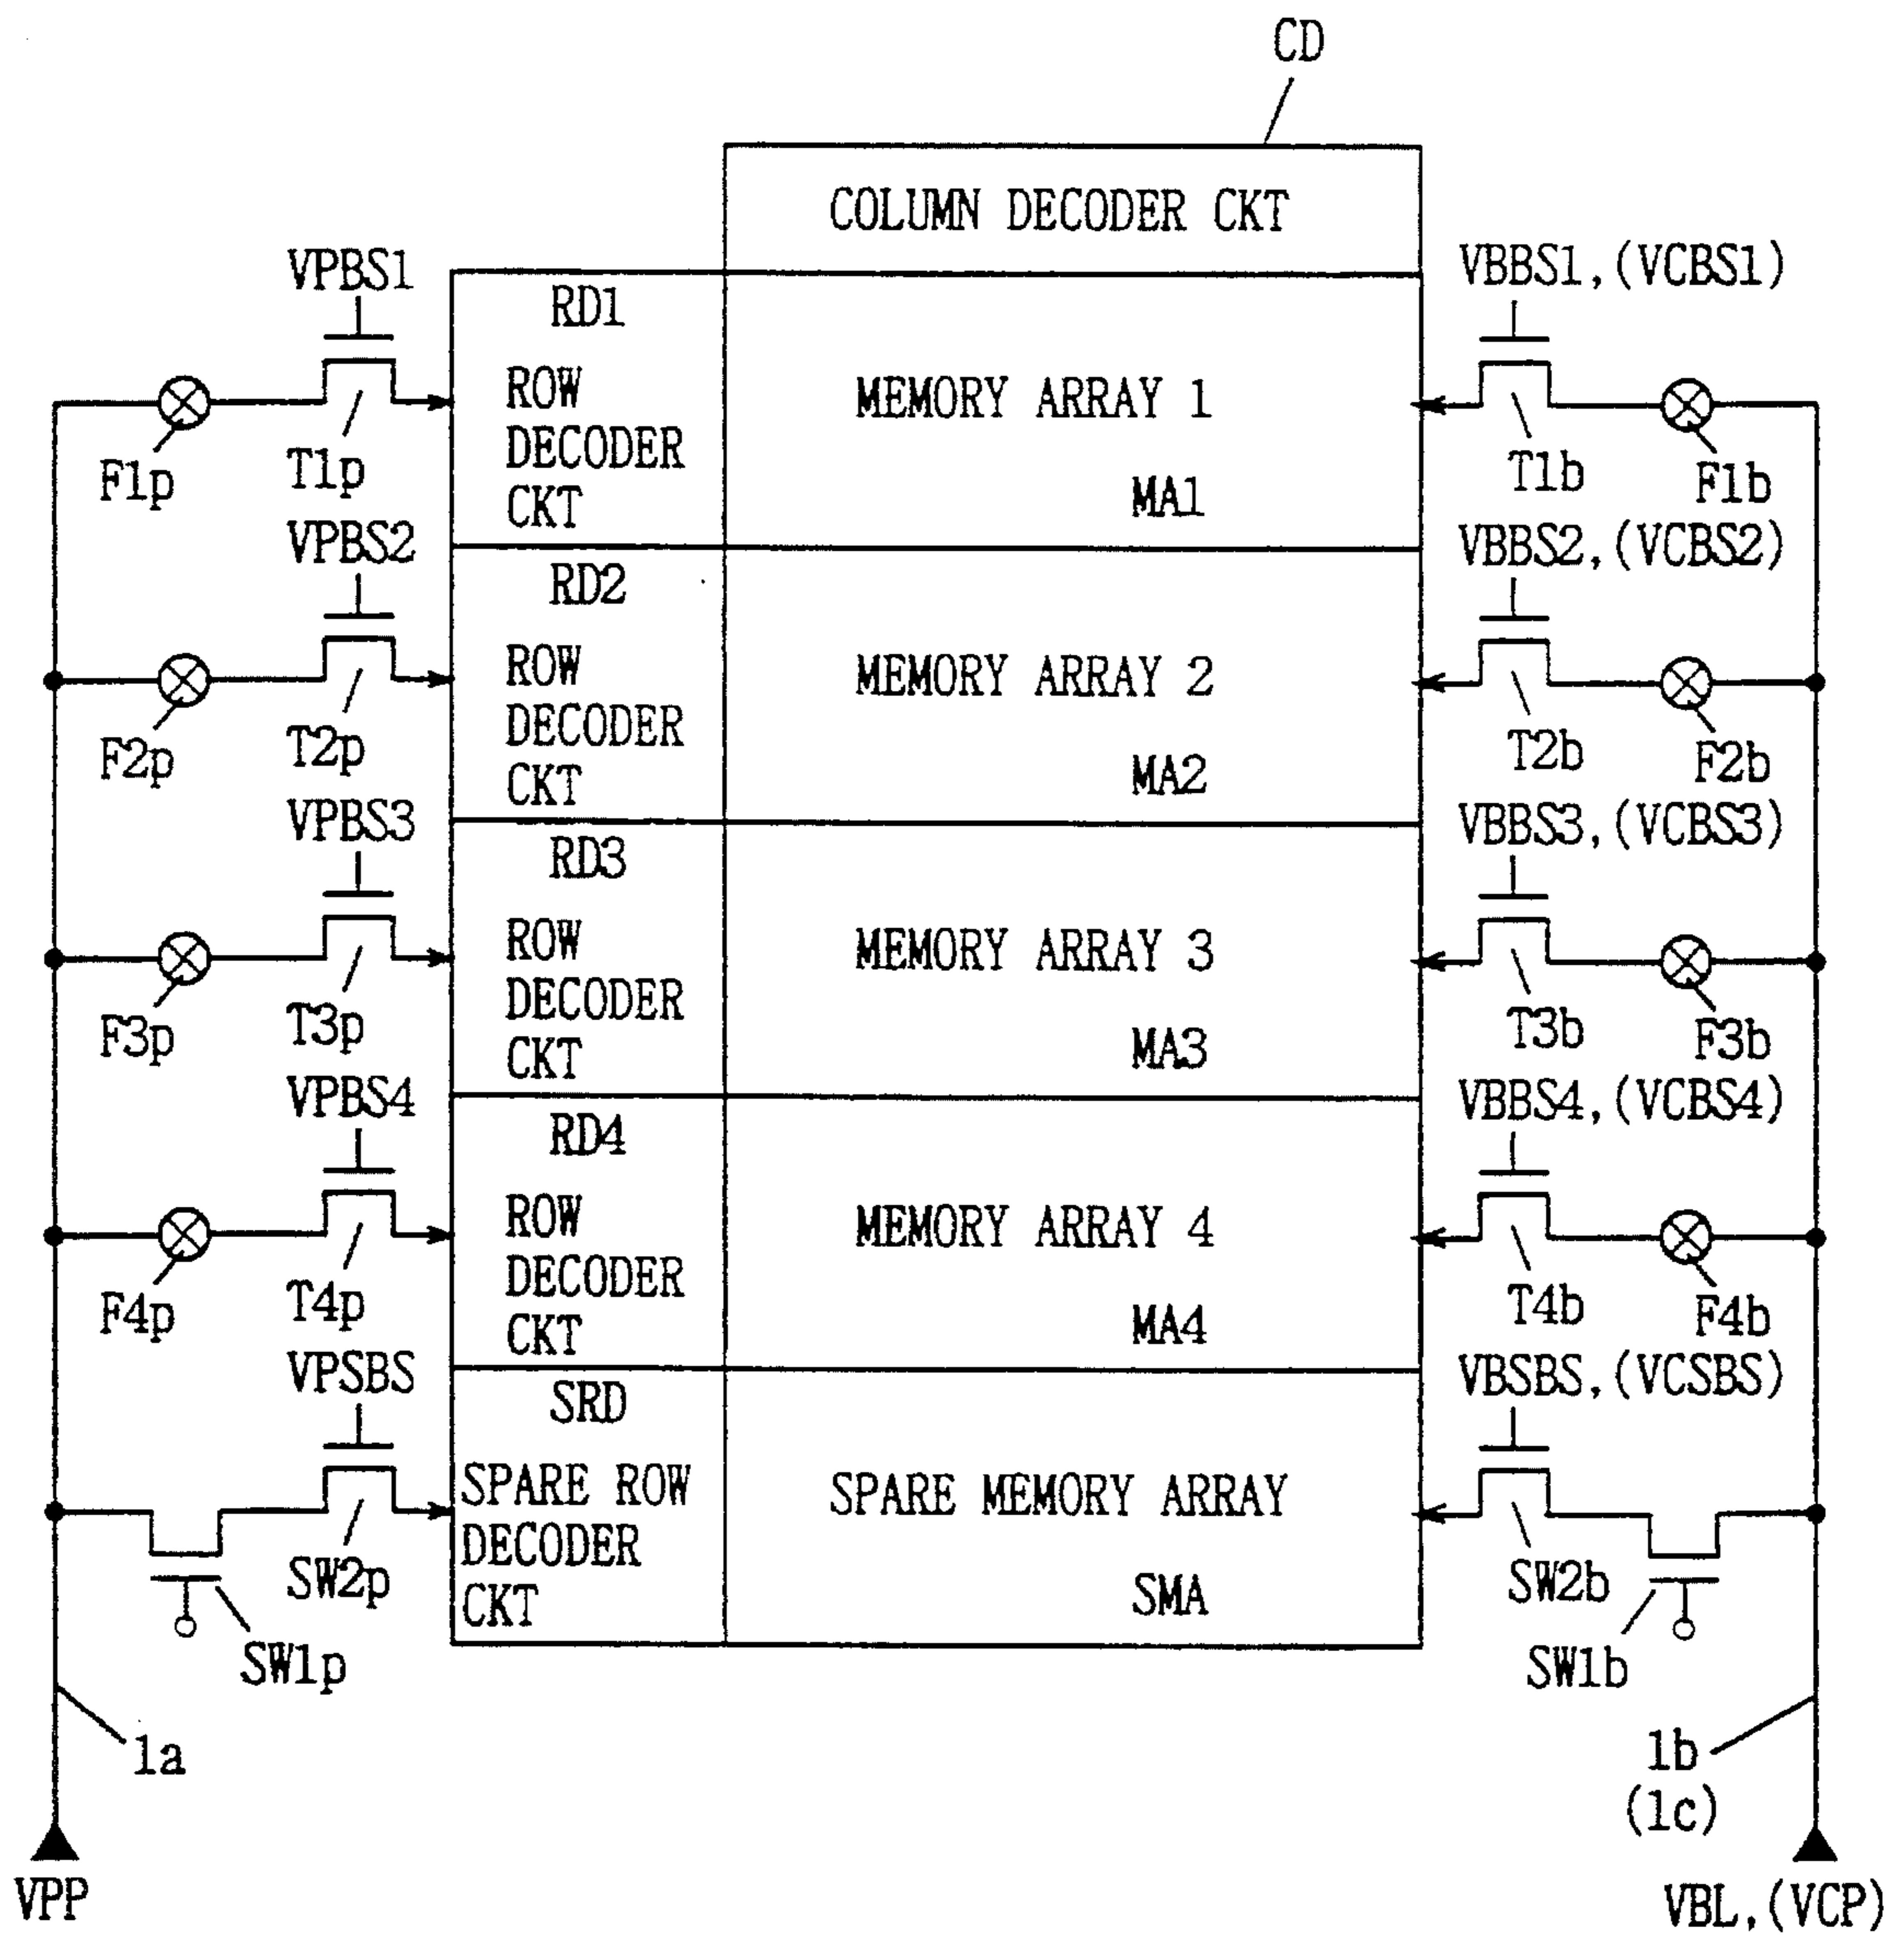 CD
COLUMN DECODER CKT
VPBS1
RD1
ROW
DECODER
CKT
MEMORY ARRAY 1
MA1
VBBS1,(VCBS1)
F1p
T1p
T1b
F1b
VPBS2
RD2
ROW
DECODER
CKT
MEMORY ARRAY 2
MA2
VBBS2,(VCBS2)
F2p
T2p
T2b
F2b
VPBS3
RD3
ROW
DECODER
CKT
MEMORY ARRAY 3
MA3
VBBS3,(VCBS3)
F3p
T3p
T3b
F3b
VPBS4
RD4
ROW
DECODER
CKT
MEMORY ARRAY 4
MA4
VBBS4,(VCBS4)
F4p
T4p
T4b
F4b
VPSBS
SRD
SPARE ROW
DECODER
CKT
SPARE MEMORY ARRAY
SMA
VBSBS,(VCSBS)
SW2p
SW1p
SW2b
SW1b
1a
1b
(1c)
VPP
VBL,(VCP)